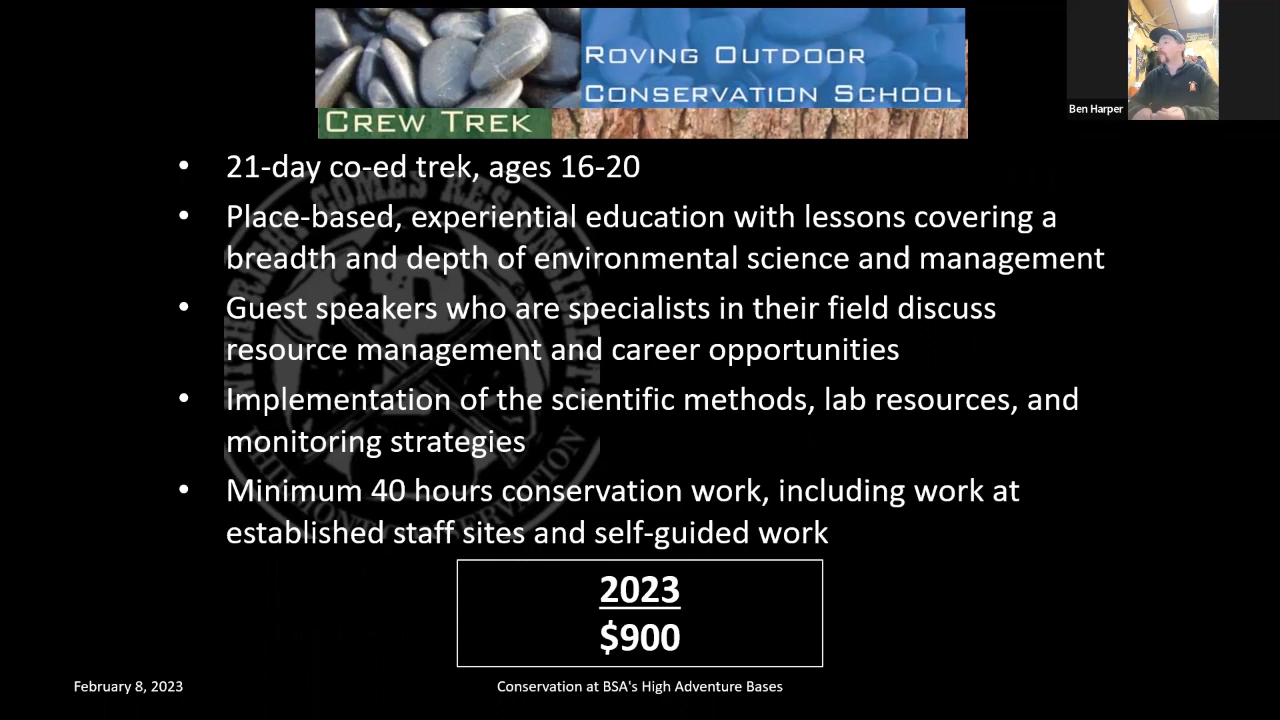 ROVING OUTDOOR
CONSERVATION SCHOOL
CREW TREK
Ben Harper
• 21-day co-ed trek, ages 16-20
• Place-based, experiential education with lessons covering a
breadth and depth of environmental science and management
• Guest speakers who are specialists in their field discuss
resource management and career opportunities
• Implementation of the scientific methods, lab resources, and
monitoring strategies
• Minimum 40 hours conservation work, including work at
established staff sites and self-guided work
2023
$900
February 8, 2023
Conservation at BSA's High Adventure Bases